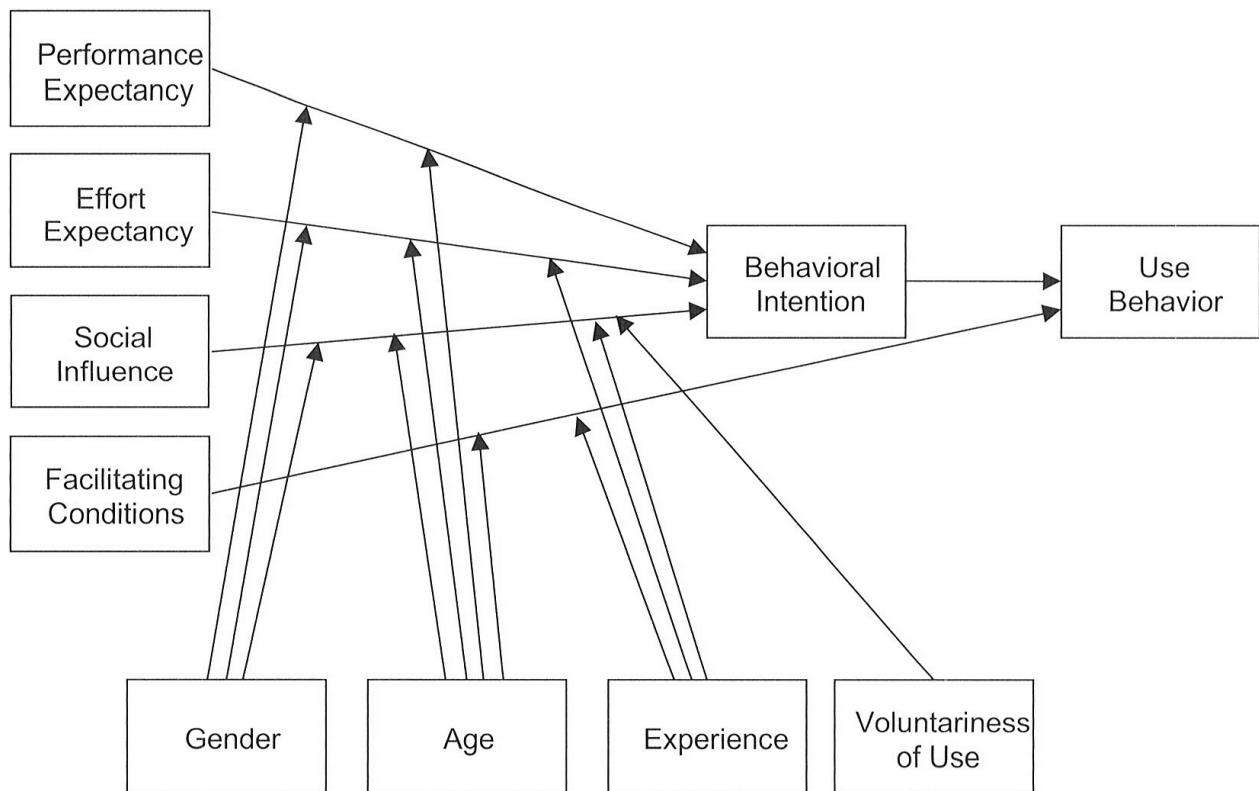 Performance
Expectancy
Effort
Expectancy
Social
Influence
Facilitating
Conditions
Behavioral
Intention
Use
Behavior
Gender
Age
Experience
Voluntariness
of Use